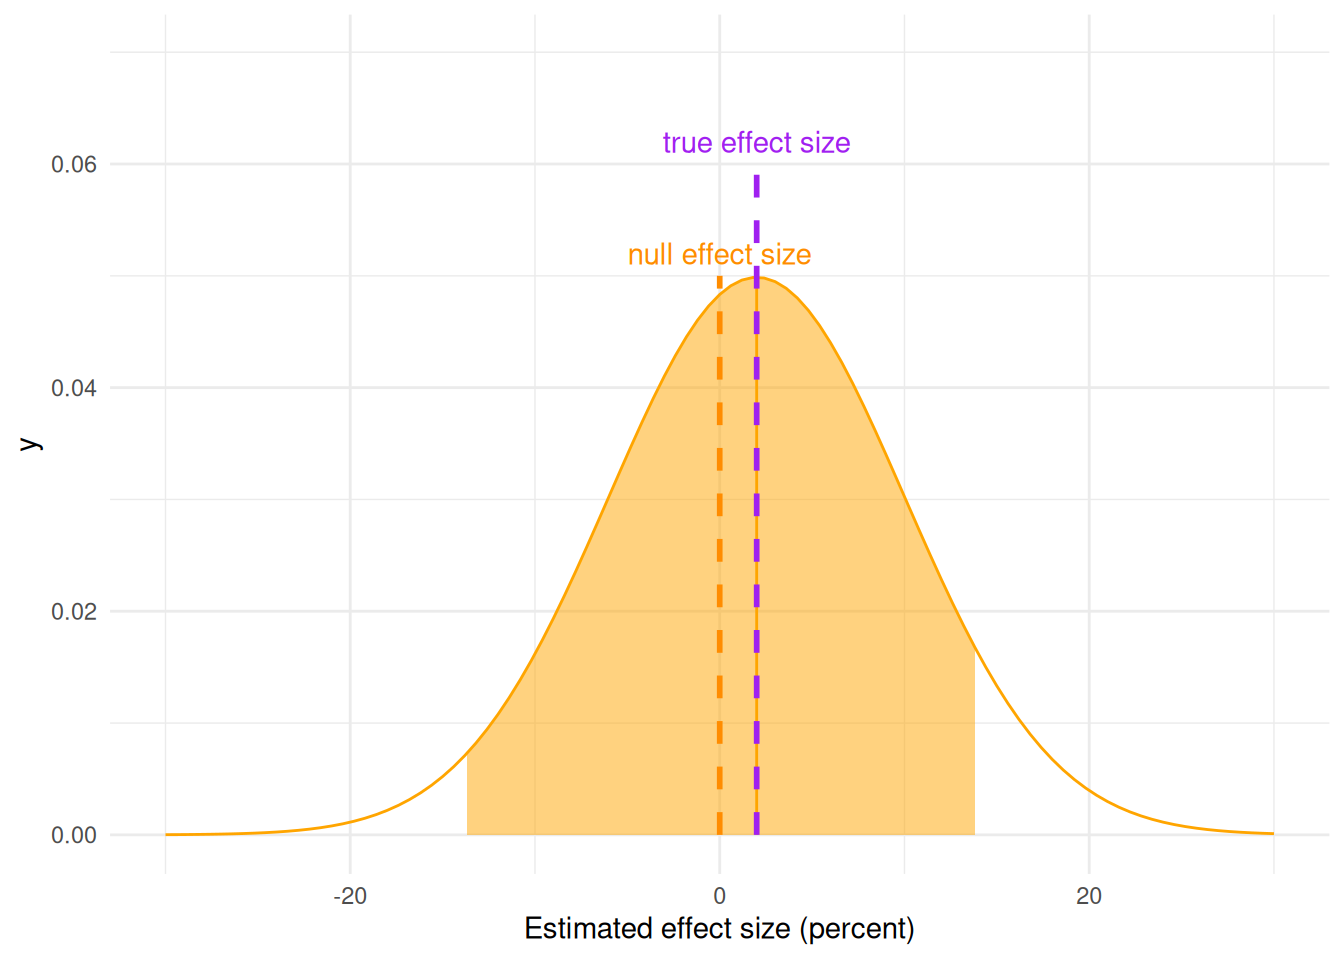 true effect size
0.06
null effect size
0.04
y
0.02
0.00
-20 0 20
Estimated effect size (percent)